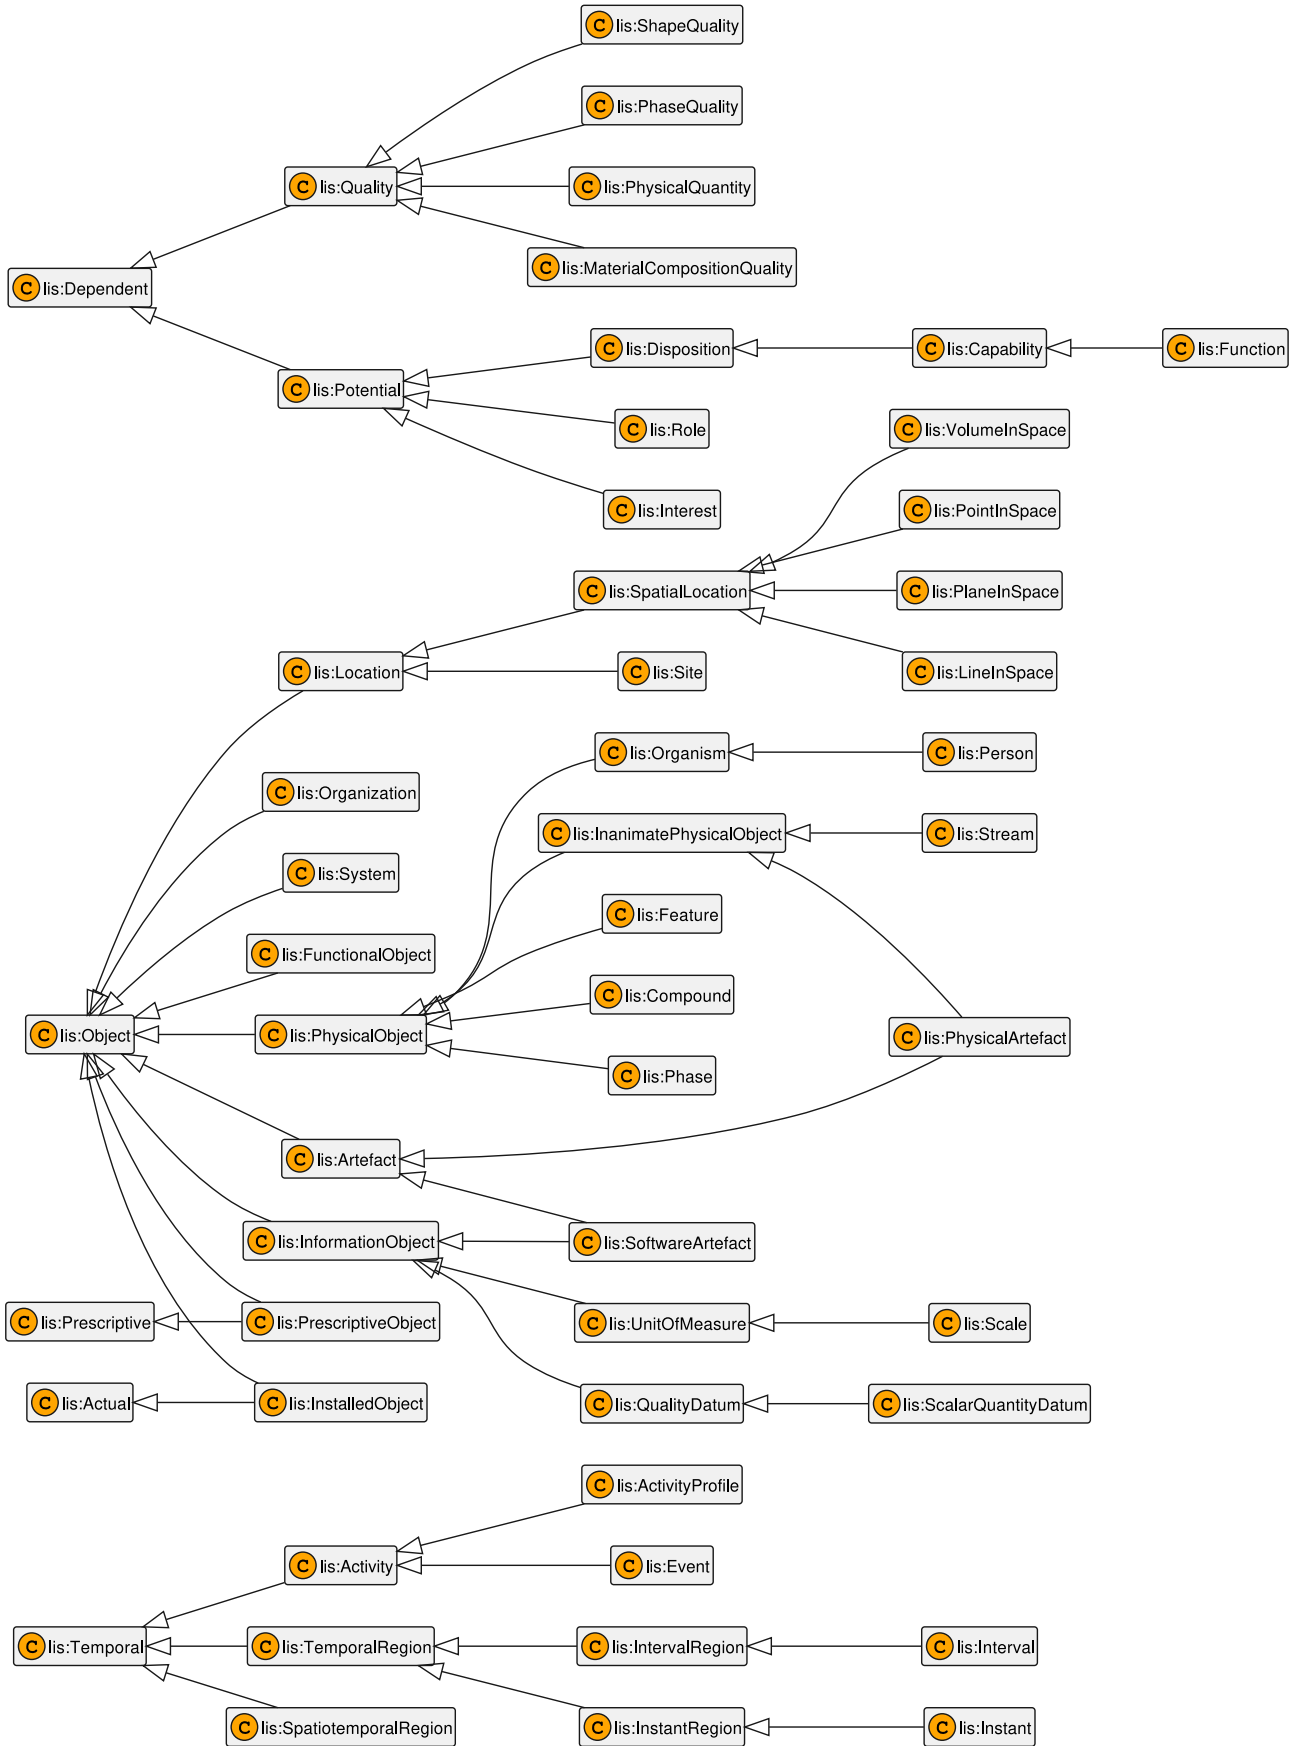 C lis:ShapeQuality
C lis:PhaseQuality
C lis:Quality
C lis:PhysicalQuantity
C lis:MaterialCompositionQuality
C lis:Dependent
C lis:Disposition
C lis:Capability
C lis:Function
C lis:Potential
C lis:Role
C lis:VolumeInSpace
C lis:Interest
C lis:PointInSpace
C lis:SpatialLocation
C lis:PlaneInSpace
C lis:Location
C lis:Site
C lis:LineInSpace
C lis:Organism
C lis:Person
C lis:Organization
C lis:InanimatePhysicalObject
C lis:Stream
C lis:System
C lis:Feature
C lis:FunctionalObject
C lis:Compound
C lis:Object
C lis:PhysicalObject
C lis:PhysicalArtefact
C lis:Phase
C lis:Artefact
C lis:InformationObject
C lis:SoftwareArtefact
C lis:Prescriptive
C lis:PrescriptiveObject
C lis:UnitOfMeasure
C lis:Scale
C lis:Actual
C lis:InstalledObject
C lis:QualityDatum
C lis:ScalarQuantityDatum
C lis:ActivityProfile
C lis:Activity
C lis:Event
C lis:Temporal
C lis:TemporalRegion
C lis:IntervalRegion
C lis:Interval
C lis:SpatiotemporalRegion
C lis:InstantRegion
C lis:Instant